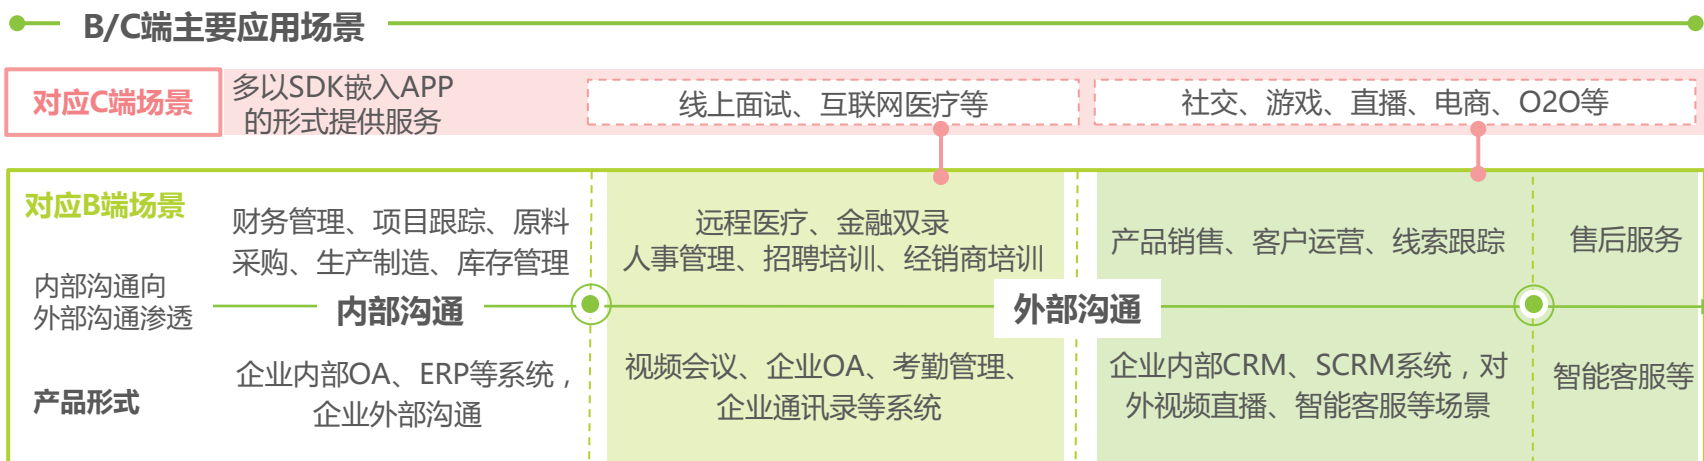 B/C端主要应用场景
对应C端场景
多以SDK嵌入APP
的形式提供服务
线上面试、互联网医疗等
社交、游戏、直播、电商、O2O等
对应B端场景
财务管理、项目跟踪、原料
采购、生产制造、库存管理
远程医疗、金融双录
人事管理、招聘培训、经销商培训
产品销售、客户运营、线索跟踪
售后服务
内部沟通向
外部沟通渗透
内部沟通
外部沟通
产品形式
企业内部OA、ERP等系统，
企业外部沟通
视频会议、企业OA、考勤管理、
企业通讯录等系统
企业内部CRM、SCRM系统，对
外视频直播、智能客服等场景
智能客服等